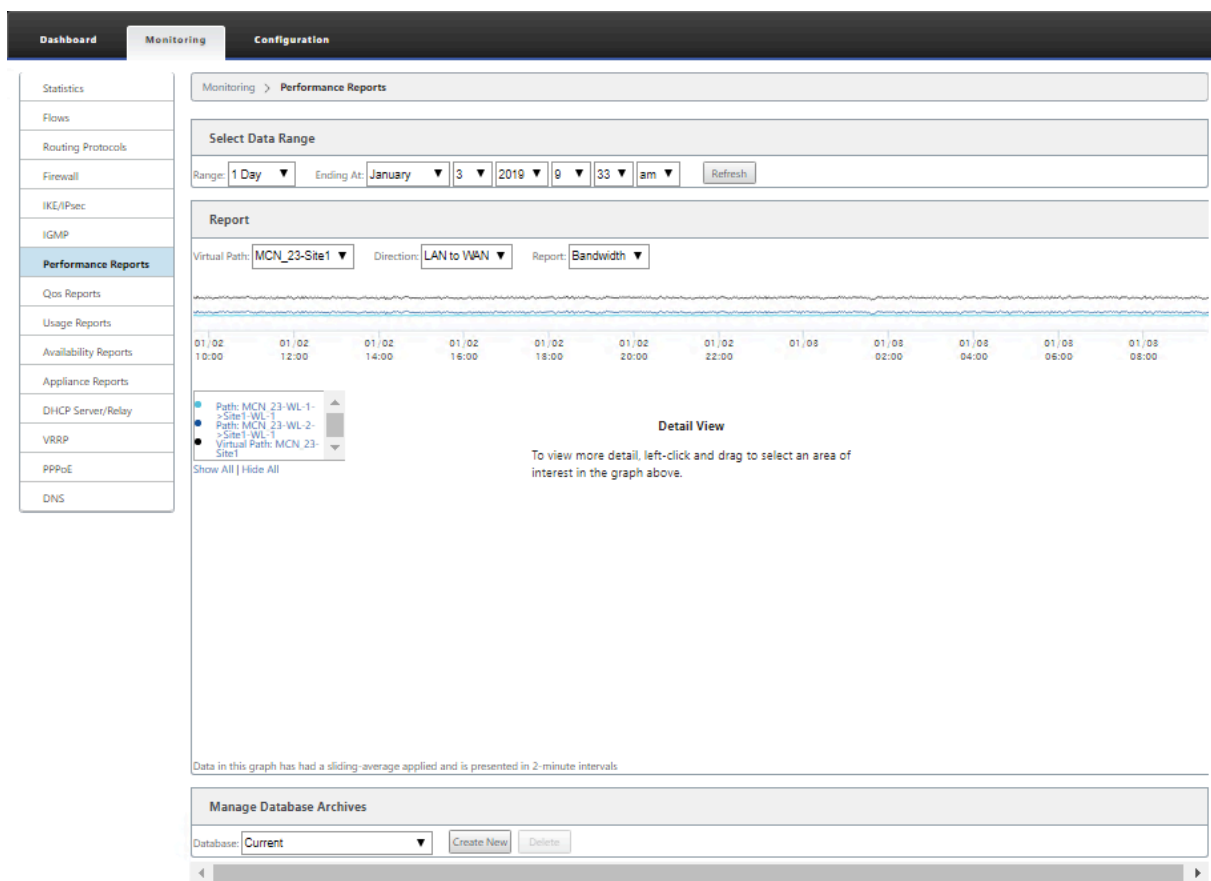 Dashboard Monitoring Configuration
Statistics
Flows
Routing Protocols
Firewall
IKE/IPsec
IGMP
Performance Reports
Qos Reports
Usage Reports
Availability Reports
Appliance Reports
DHCP Server/Relay
VRRP
PPPoE
DNS
Monitoring > Performance Reports
Select Data Range
Range: 1 Day Ending At: January 3 2019 9 33 am Refresh
Report
Virtual Path: MCN_23-Site1 Direction: LAN to WAN Report: Bandwidth
01/02 01/02 01/02 01/02 01/02 01/02 01/02 01/03 01/03 01/03 01/03 01/03
10:00 12:00 14:00 16:00 18:00 20:00 22:00 02:00 04:00 06:00 08:00
Path: MCN_23-WL-1-
>Site1-WL-1
Path: MCN_23-WL-2-
>Site1-WL-1
Virtual Path: MCN_23-
Site1
Show All | Hide All
Detail View
To view more detail, left-click and drag to select an area of
interest in the graph above.
Data in this graph has had a sliding-average applied and is presented in 2-minute intervals
Manage Database Archives
Database: Current Create New Delete